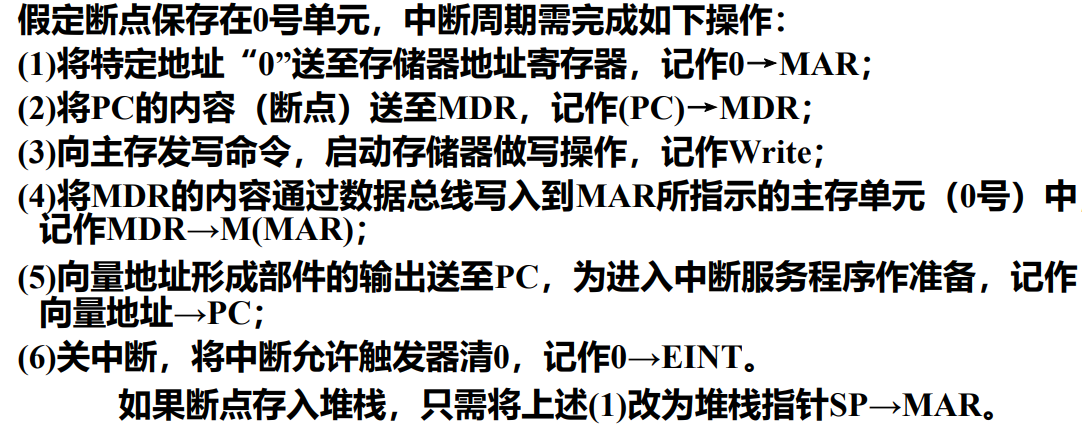 假定断点保存在0号单元，中断周期需完成如下操作：
(1)将特定地址“0”送至存储器地址寄存器，记作0→MAR；
(2)将PC的内容（断点）送至MDR，记作(PC)→MDR；
(3)向主存发写命令，启动存储器做写操作，记作Write；
(4)将MDR的内容通过数据总线写入到MAR所指示的主存单元（0号）中，
记作MDR→M(MAR)；
(5)向量地址形成部件的输出送至PC，为进入中断服务程序作准备，记作
向量地址→PC；
(6)关中断，将中断允许触发器清0，记作0→EINT。
如果断点存入堆栈，只需将上述(1)改为堆栈指针SP→MAR。